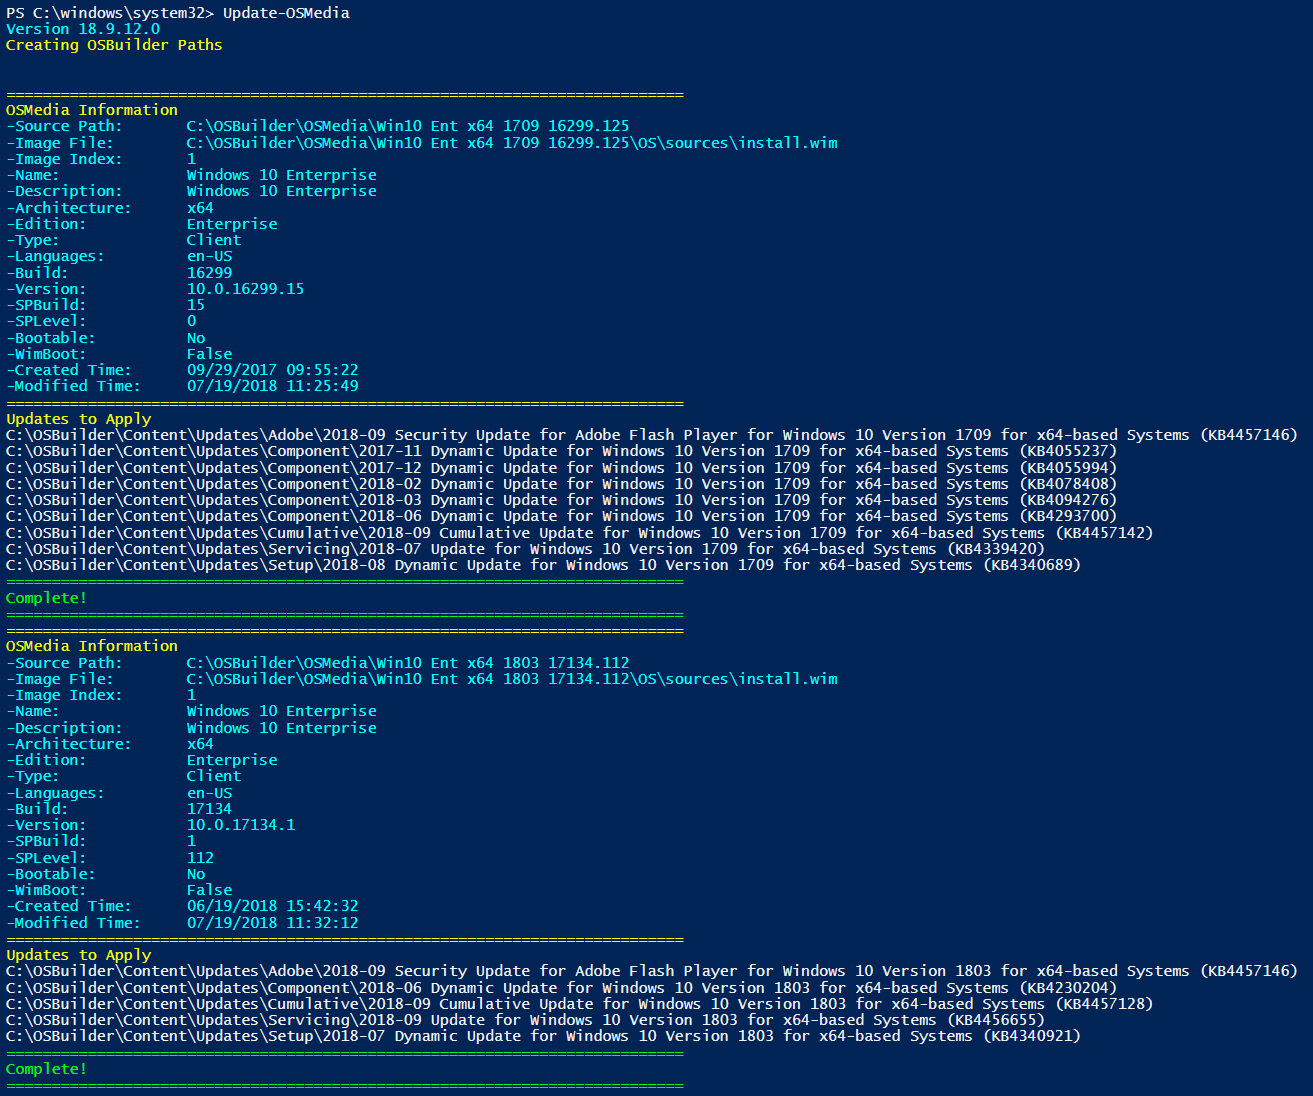 PS C:\windows\system32> Update-OSMedia
Version 18.9.12.0
Creating OSBuilder Paths
===========================================================================
OSMedia Information
-Source Path: C:\OSBuilder\OSMedia\Win10 Ent x64 1709 16299.125
-Image File: C:\OSBuilder\OSMedia\Win10 Ent x64 1709 16299.125\OS\sources\install.wim
-Image Index: 1
-Name: Windows 10 Enterprise
-Description: Windows 10 Enterprise
-Architecture: x64
-Edition: Enterprise
-Type: Client
-Languages: en-US
-Build: 16299
-Version: 10.0.16299.15
-SPBuild: 15
-SPLevel: 0
-Bootable: No
-WimBoot: False
-Created Time: 09/29/2017 09:55:22
-Modified Time: 07/19/2018 11:25:49
===========================================================================
Updates to Apply
C:\OSBuilder\Content\Updates\Adobe\2018-09 Security Update for Adobe Flash Player for Windows 10 Version 1709 for x64-based Systems (KB4457146)
C:\OSBuilder\Content\Updates\Component\2017-11 Dynamic Update for Windows 10 Version 1709 for x64-based Systems (KB4055237)
C:\OSBuilder\Content\Updates\Component\2017-12 Dynamic Update for Windows 10 Version 1709 for x64-based Systems (KB4055994)
C:\OSBuilder\Content\Updates\Component\2018-02 Dynamic Update for Windows 10 Version 1709 for x64-based Systems (KB4078408)
C:\OSBuilder\Content\Updates\Component\2018-03 Dynamic Update for Windows 10 Version 1709 for x64-based Systems (KB4094276)
C:\OSBuilder\Content\Updates\Component\2018-06 Dynamic Update for Windows 10 Version 1709 for x64-based Systems (KB4293700)
C:\OSBuilder\Content\Updates\Cumulative\2018-09 Cumulative Update for Windows 10 Version 1709 for x64-based Systems (KB4457142)
C:\OSBuilder\Content\Updates\Servicing\2018-07 Update for Windows 10 Version 1709 for x64-based Systems (KB4339420)
C:\OSBuilder\Content\Updates\Setup\2018-08 Dynamic Update for Windows 10 Version 1709 for x64-based Systems (KB4340689)
===========================================================================
Complete!
===========================================================================
===========================================================================
OSMedia Information
-Source Path: C:\OSBuilder\OSMedia\Win10 Ent x64 1803 17134.112
-Image File: C:\OSBuilder\OSMedia\Win10 Ent x64 1803 17134.112\OS\sources\install.wim
-Image Index: 1
-Name: Windows 10 Enterprise
-Description: Windows 10 Enterprise
-Architecture: x64
-Edition: Enterprise
-Type: Client
-Languages: en-US
-Build: 17134
-Version: 10.0.17134.1
-SPBuild: 1
-SPLevel: 112
-Bootable: No
-WimBoot: False
-Created Time: 06/19/2018 15:42:32
-Modified Time: 07/19/2018 11:32:12
===========================================================================
Updates to Apply
C:\OSBuilder\Content\Updates\Adobe\2018-09 Security Update for Adobe Flash Player for Windows 10 Version 1803 for x64-based Systems (KB4457146)
C:\OSBuilder\Content\Updates\Component\2018-06 Dynamic Update for Windows 10 Version 1803 for x64-based Systems (KB4230204)
C:\OSBuilder\Content\Updates\Cumulative\2018-09 Cumulative Update for Windows 10 Version 1803 for x64-based Systems (KB4457128)
C:\OSBuilder\Content\Updates\Servicing\2018-09 Update for Windows 10 Version 1803 for x64-based Systems (KB4456655)
C:\OSBuilder\Content\Updates\Setup\2018-07 Dynamic Update for Windows 10 Version 1803 for x64-based Systems (KB4340921)
===========================================================================
Complete!
===========================================================================